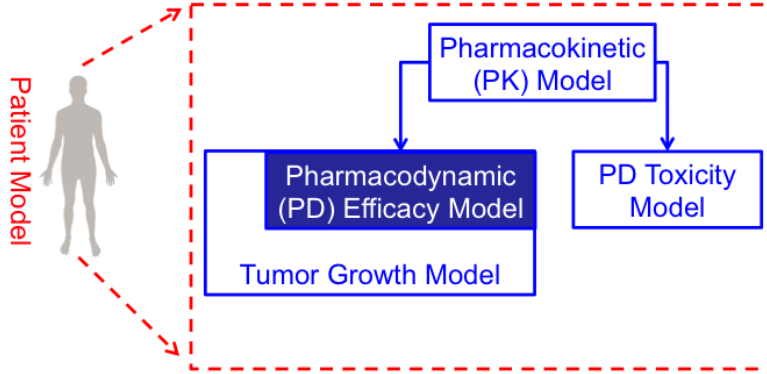 Patient Model
Pharmacokinetic
(PK) Model
Pharmacodynamic
(PD) Efficacy Model
PD Toxicity
Model
Tumor Growth Model